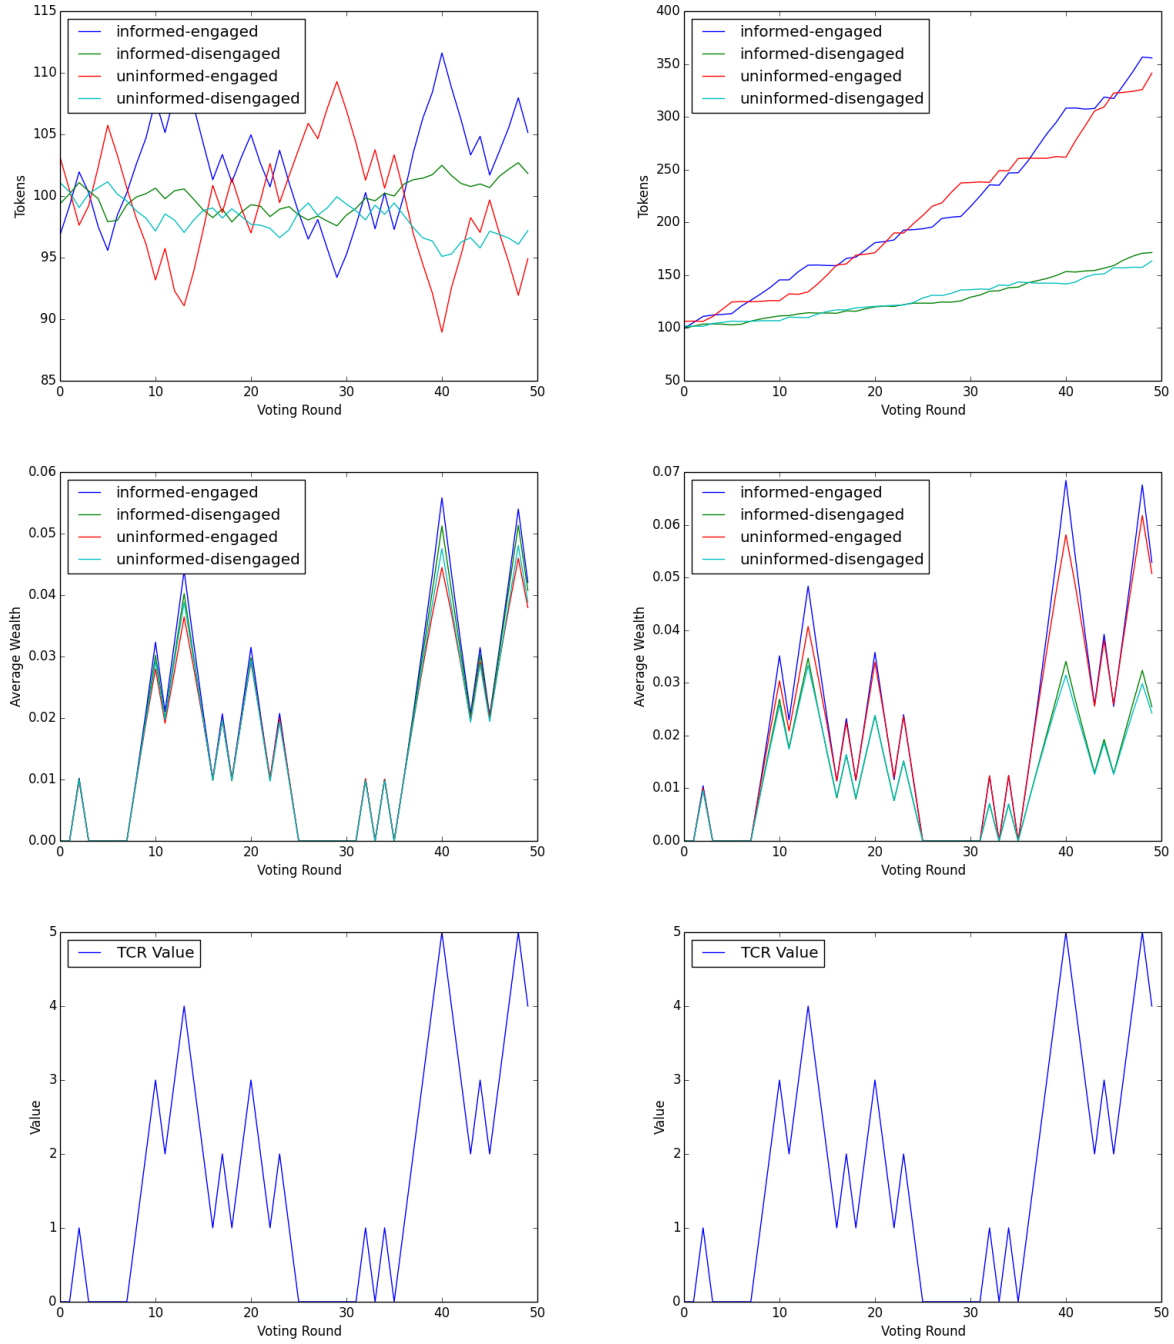 115
110
105
100
95
90
85
Tokens
informed-engaged
informed-disengaged
uninformed-engaged
uninformed-disengaged
0 10 20 30 40 50
Voting Round
400
350
300
250
200
150
100
50
Tokens
informed-engaged
informed-disengaged
uninformed-engaged
uninformed-disengaged
0 10 20 30 40 50
Voting Round
0.06
0.05
0.04
0.03
0.02
0.01
0.00
Average Wealth
informed-engaged
informed-disengaged
uninformed-engaged
uninformed-disengaged
0 10 20 30 40 50
Voting Round
0.07
0.06
0.05
0.04
0.03
0.02
0.01
0.00
Average Wealth
informed-engaged
informed-disengaged
uninformed-engaged
uninformed-disengaged
0 10 20 30 40 50
Voting Round
5
4
3
2
1
0
Value
TCR Value
0 10 20 30 40 50
Voting Round
5
4
3
2
1
0
Value
TCR Value
0 10 20 30 40 50
Voting Round